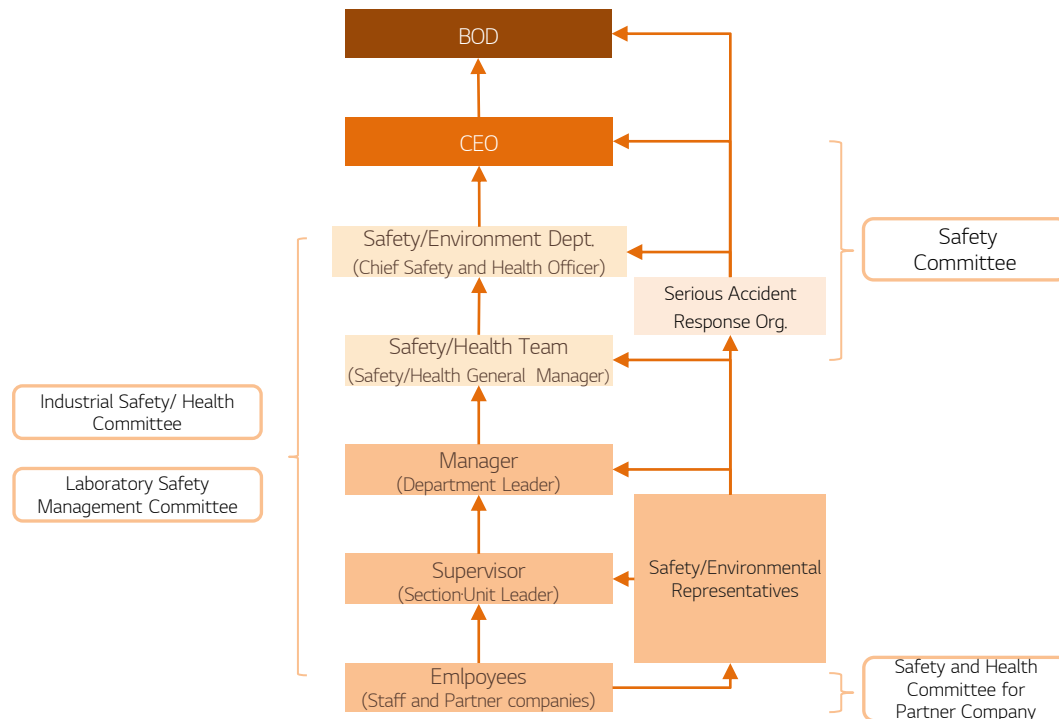 BOD
CEO
Safety/Environment Dept.
(Chief Safety and Health Officer)
Safety
Committee
Serious Accident
Response Org.
Safety/Health Team
(Safety/Health General Manager)
Industrial Safety/ Health
Committee
Manager
(Department Leader)
Laboratory Safety
Management Committee
Supervisor
(Section·Unit Leader)
Safety/Environmental
Representatives
Emlpoyees
(Staff and Partner companies)
Safety and Health
Committee for
Partner Company